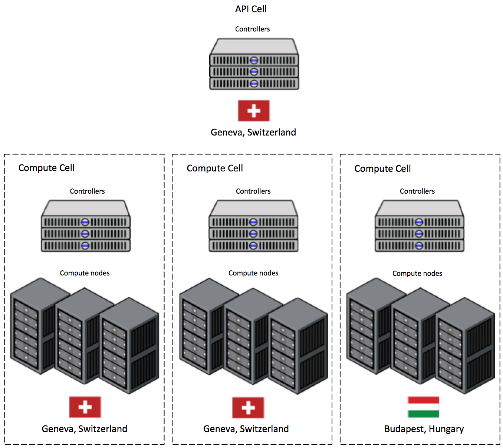 API Cell
Controllers
Geneva, Switzerland
Compute Cell
Controllers
Compute nodes
Geneva, Switzerland
Compute Cell
Controllers
Compute nodes
Geneva, Switzerland
Compute Cell
Controllers
Compute nodes
Budapest, Hungary